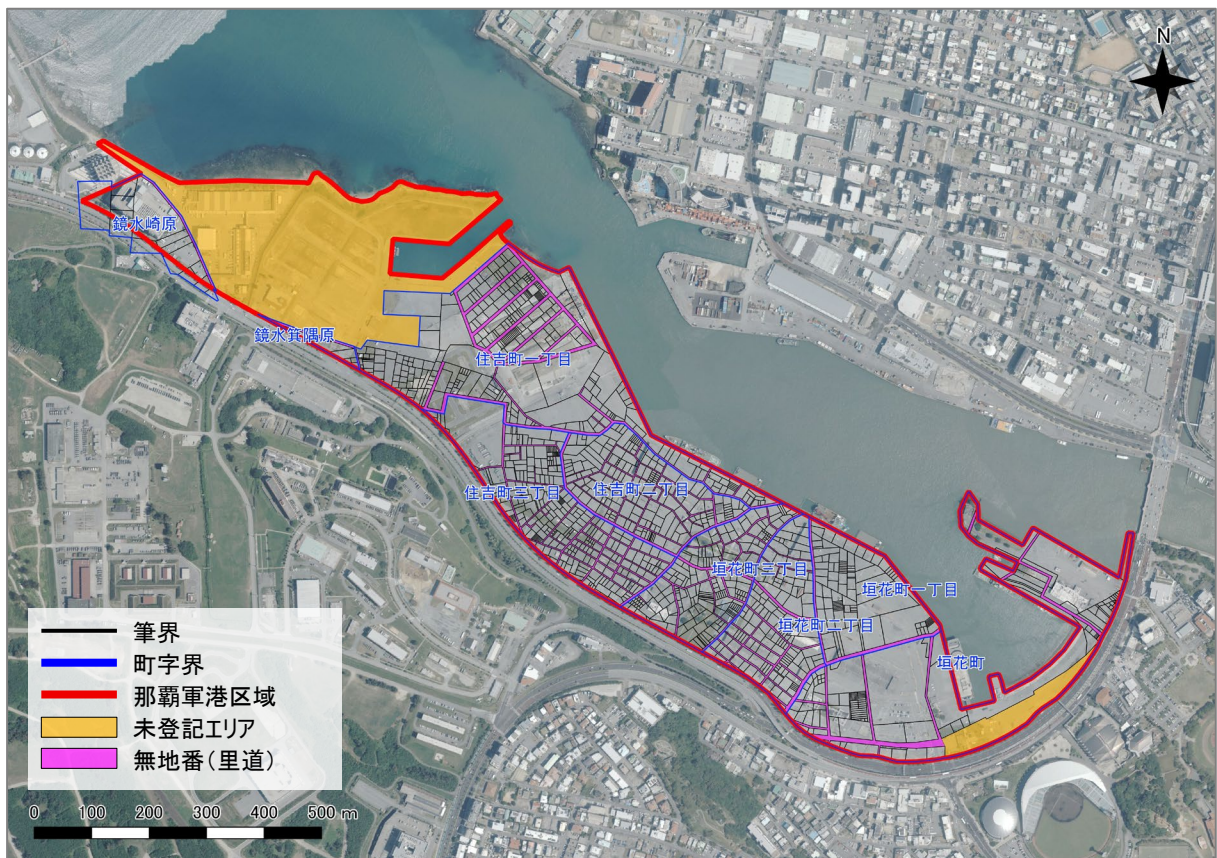 N
鏡水崎原
鏡水箕隅原
住吉町一丁目
住吉町三丁目
住吉町二丁目
垣花町三丁目
垣花町一丁目
垣花町二丁目
垣花町
筆界
町字界
那覇軍港区域
未登記エリア
無地番(里道)
0 100 200 300 400 500 m